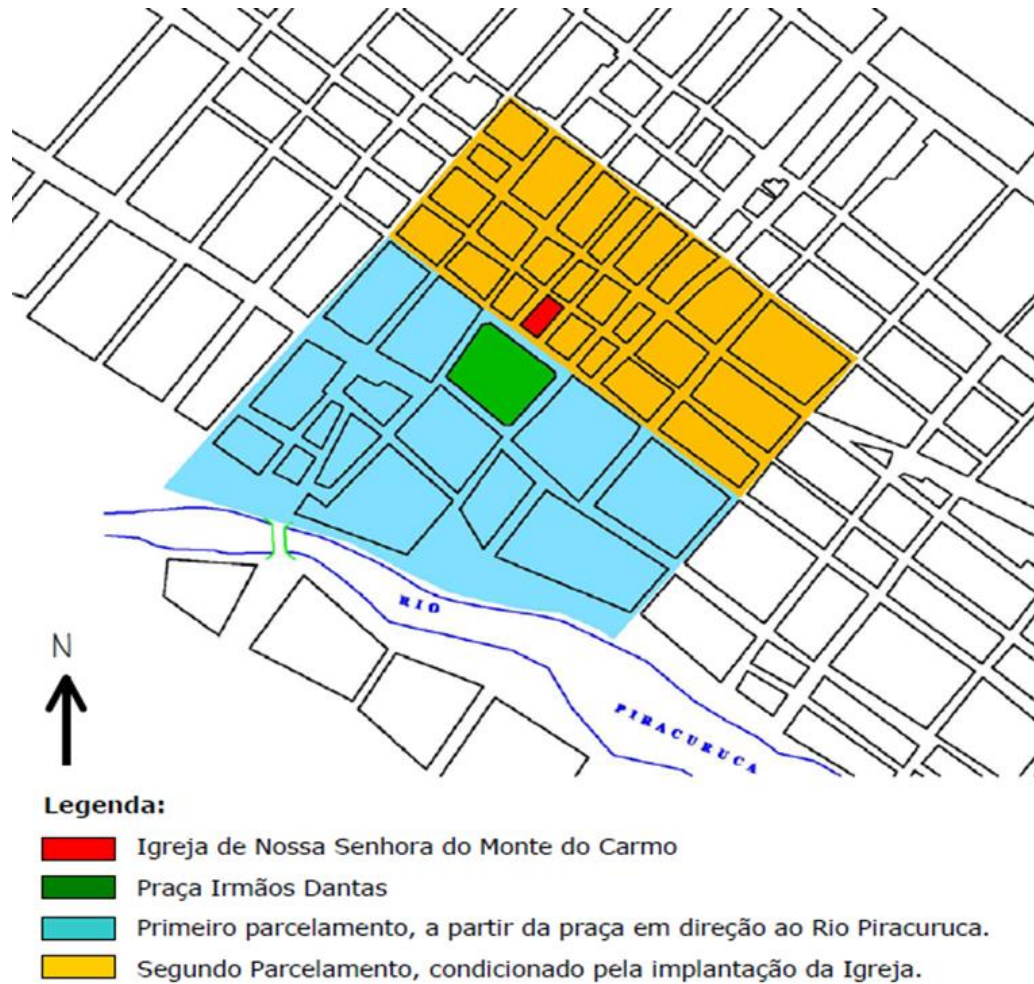 RIO
PIRACURUCA
N
Legenda:
Igreja de Nossa Senhora do Monte do Carmo
Praça Irmãos Dantas
Primeiro parcelamento, a partir da praça em direção ao Rio Piracuruca.
Segundo Parcelamento, condicionado pela implantação da Igreja.